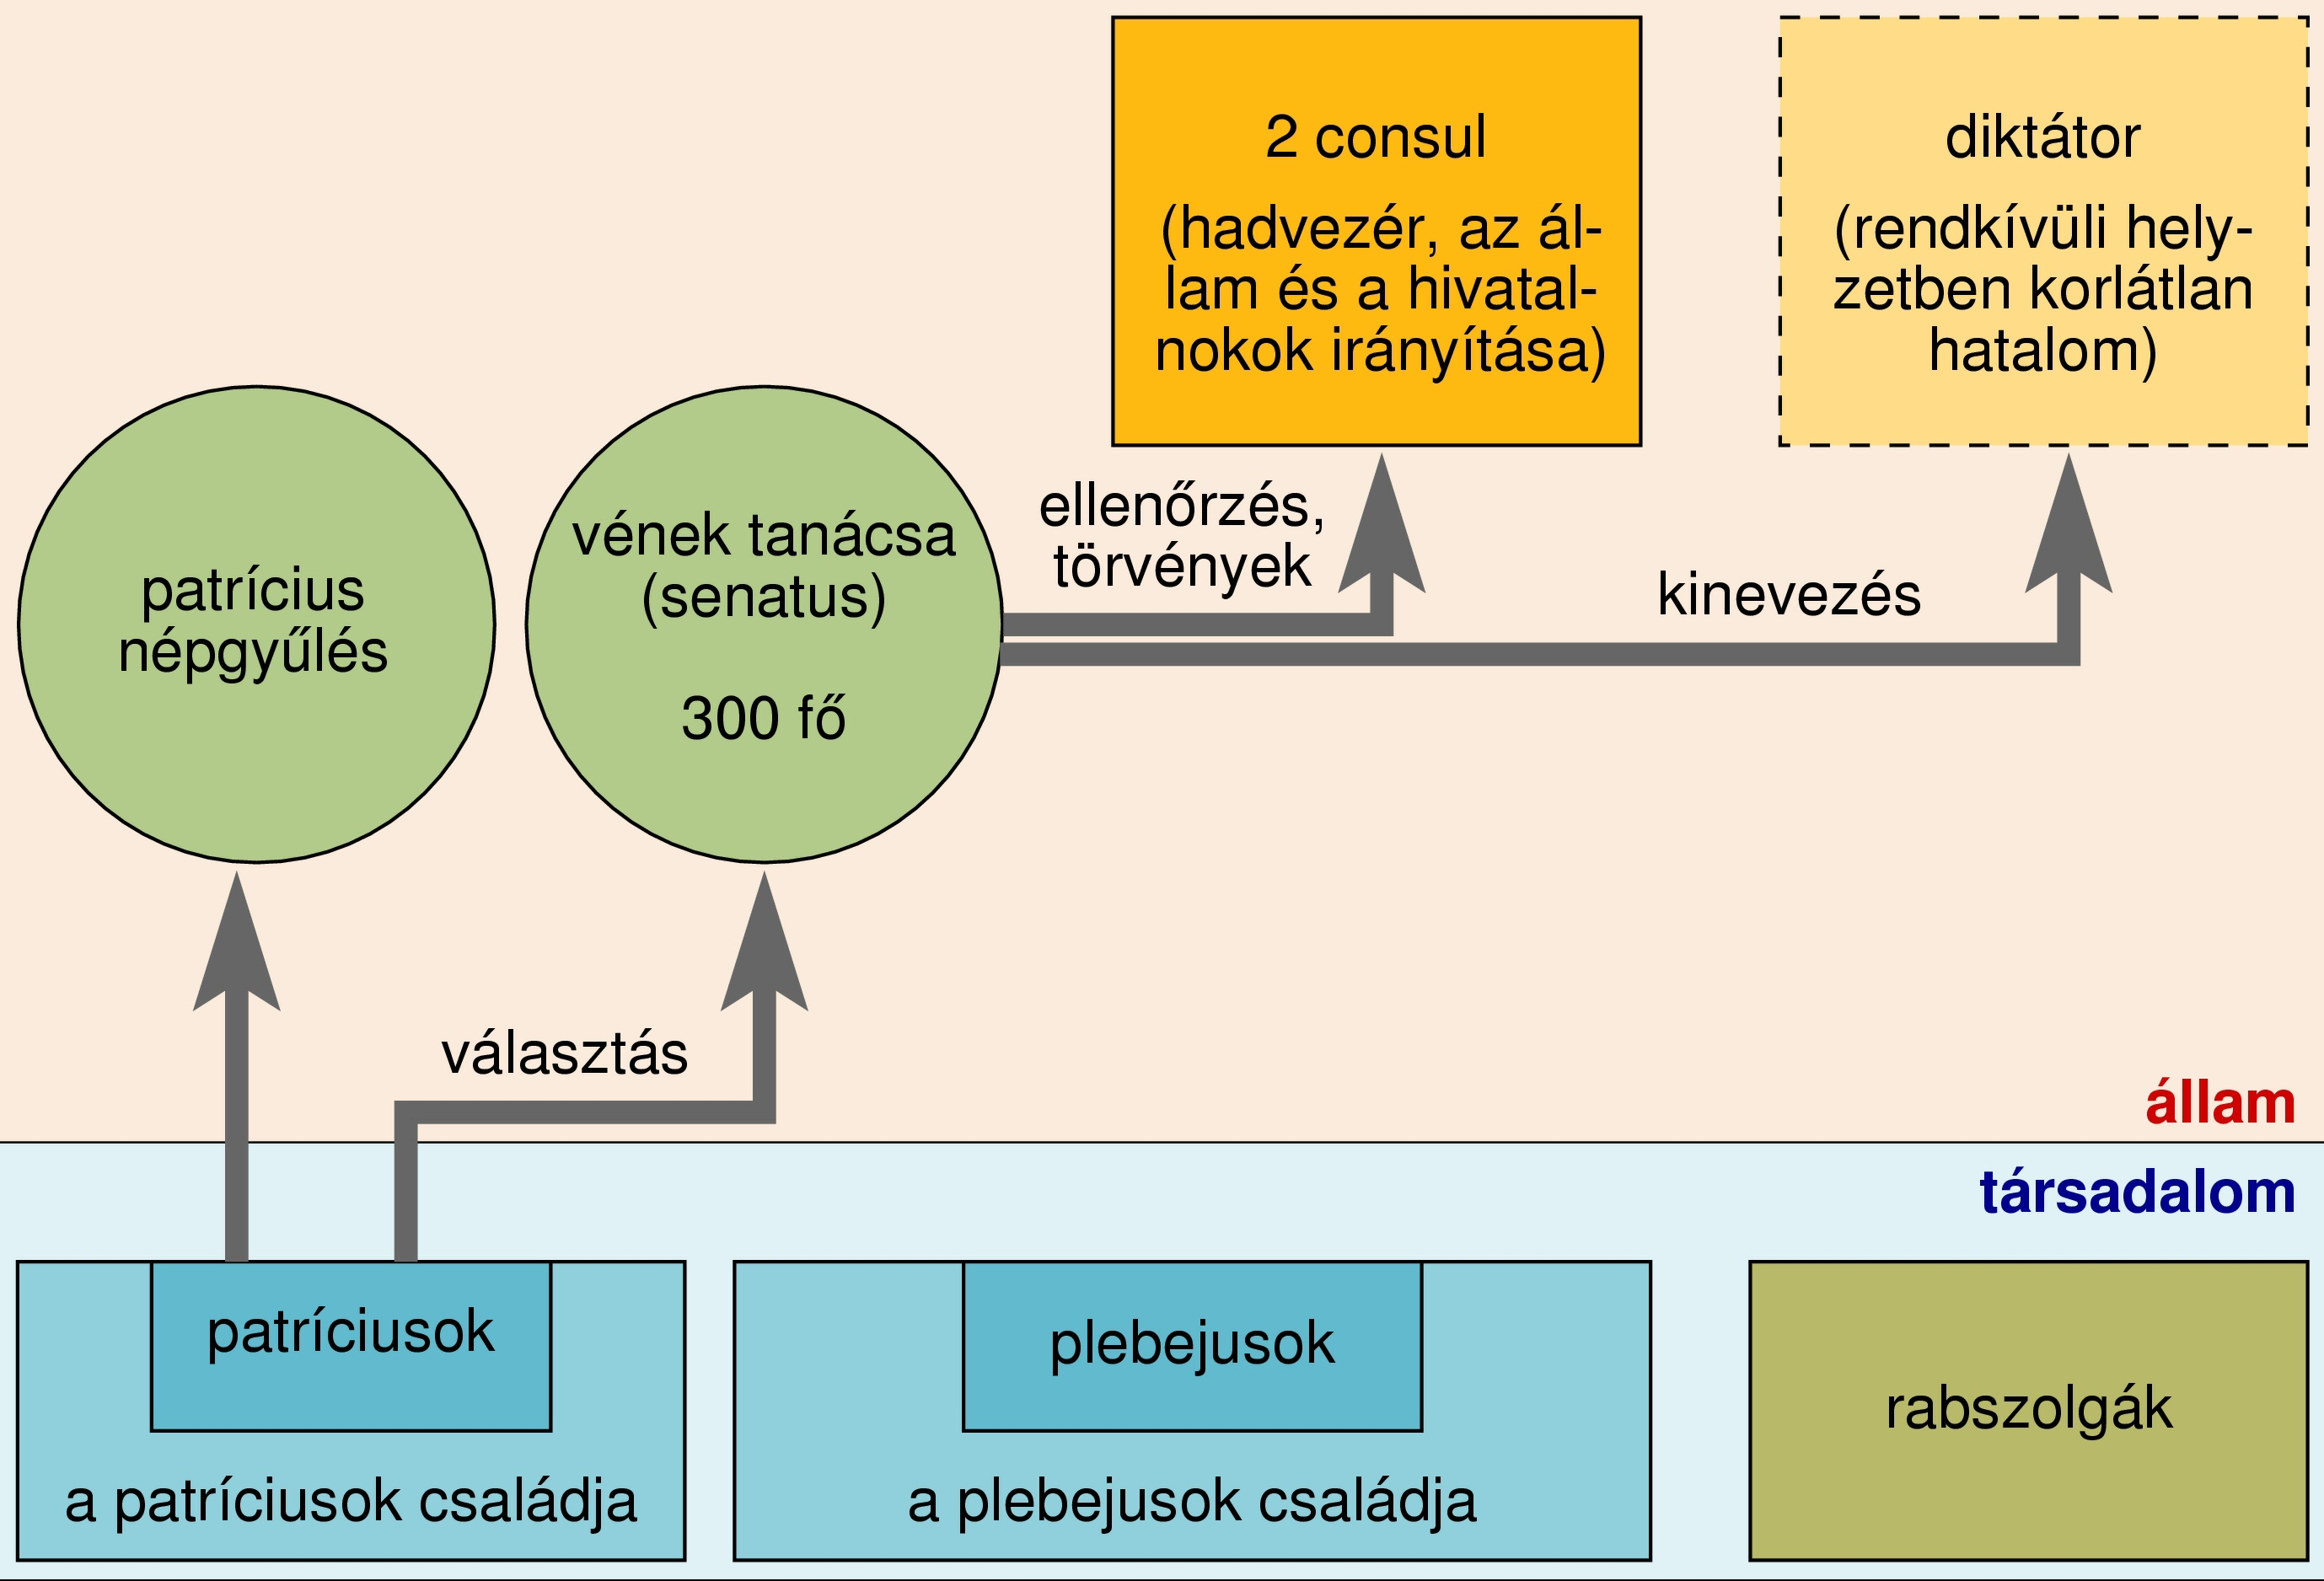 2 consul
(hadvezér, az ál-
lam és a hivatal-
nokok irányítása)
diktátor
(rendkívüli hely-
zetben korlátlan
hatalom)
patrícius
népgyűlés
vének tanácsa
(senatus)
300 fő
ellenőrzés,
törvények
kinevezés
választás
állam
társadalom
patríciusok
a patríciusok családja
plebejusok
a plebejusok családja
rabszolgák